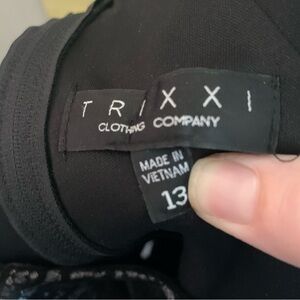 TRIXXI
CLOTHING COMPANY
MADE IN
VIETNAM
13